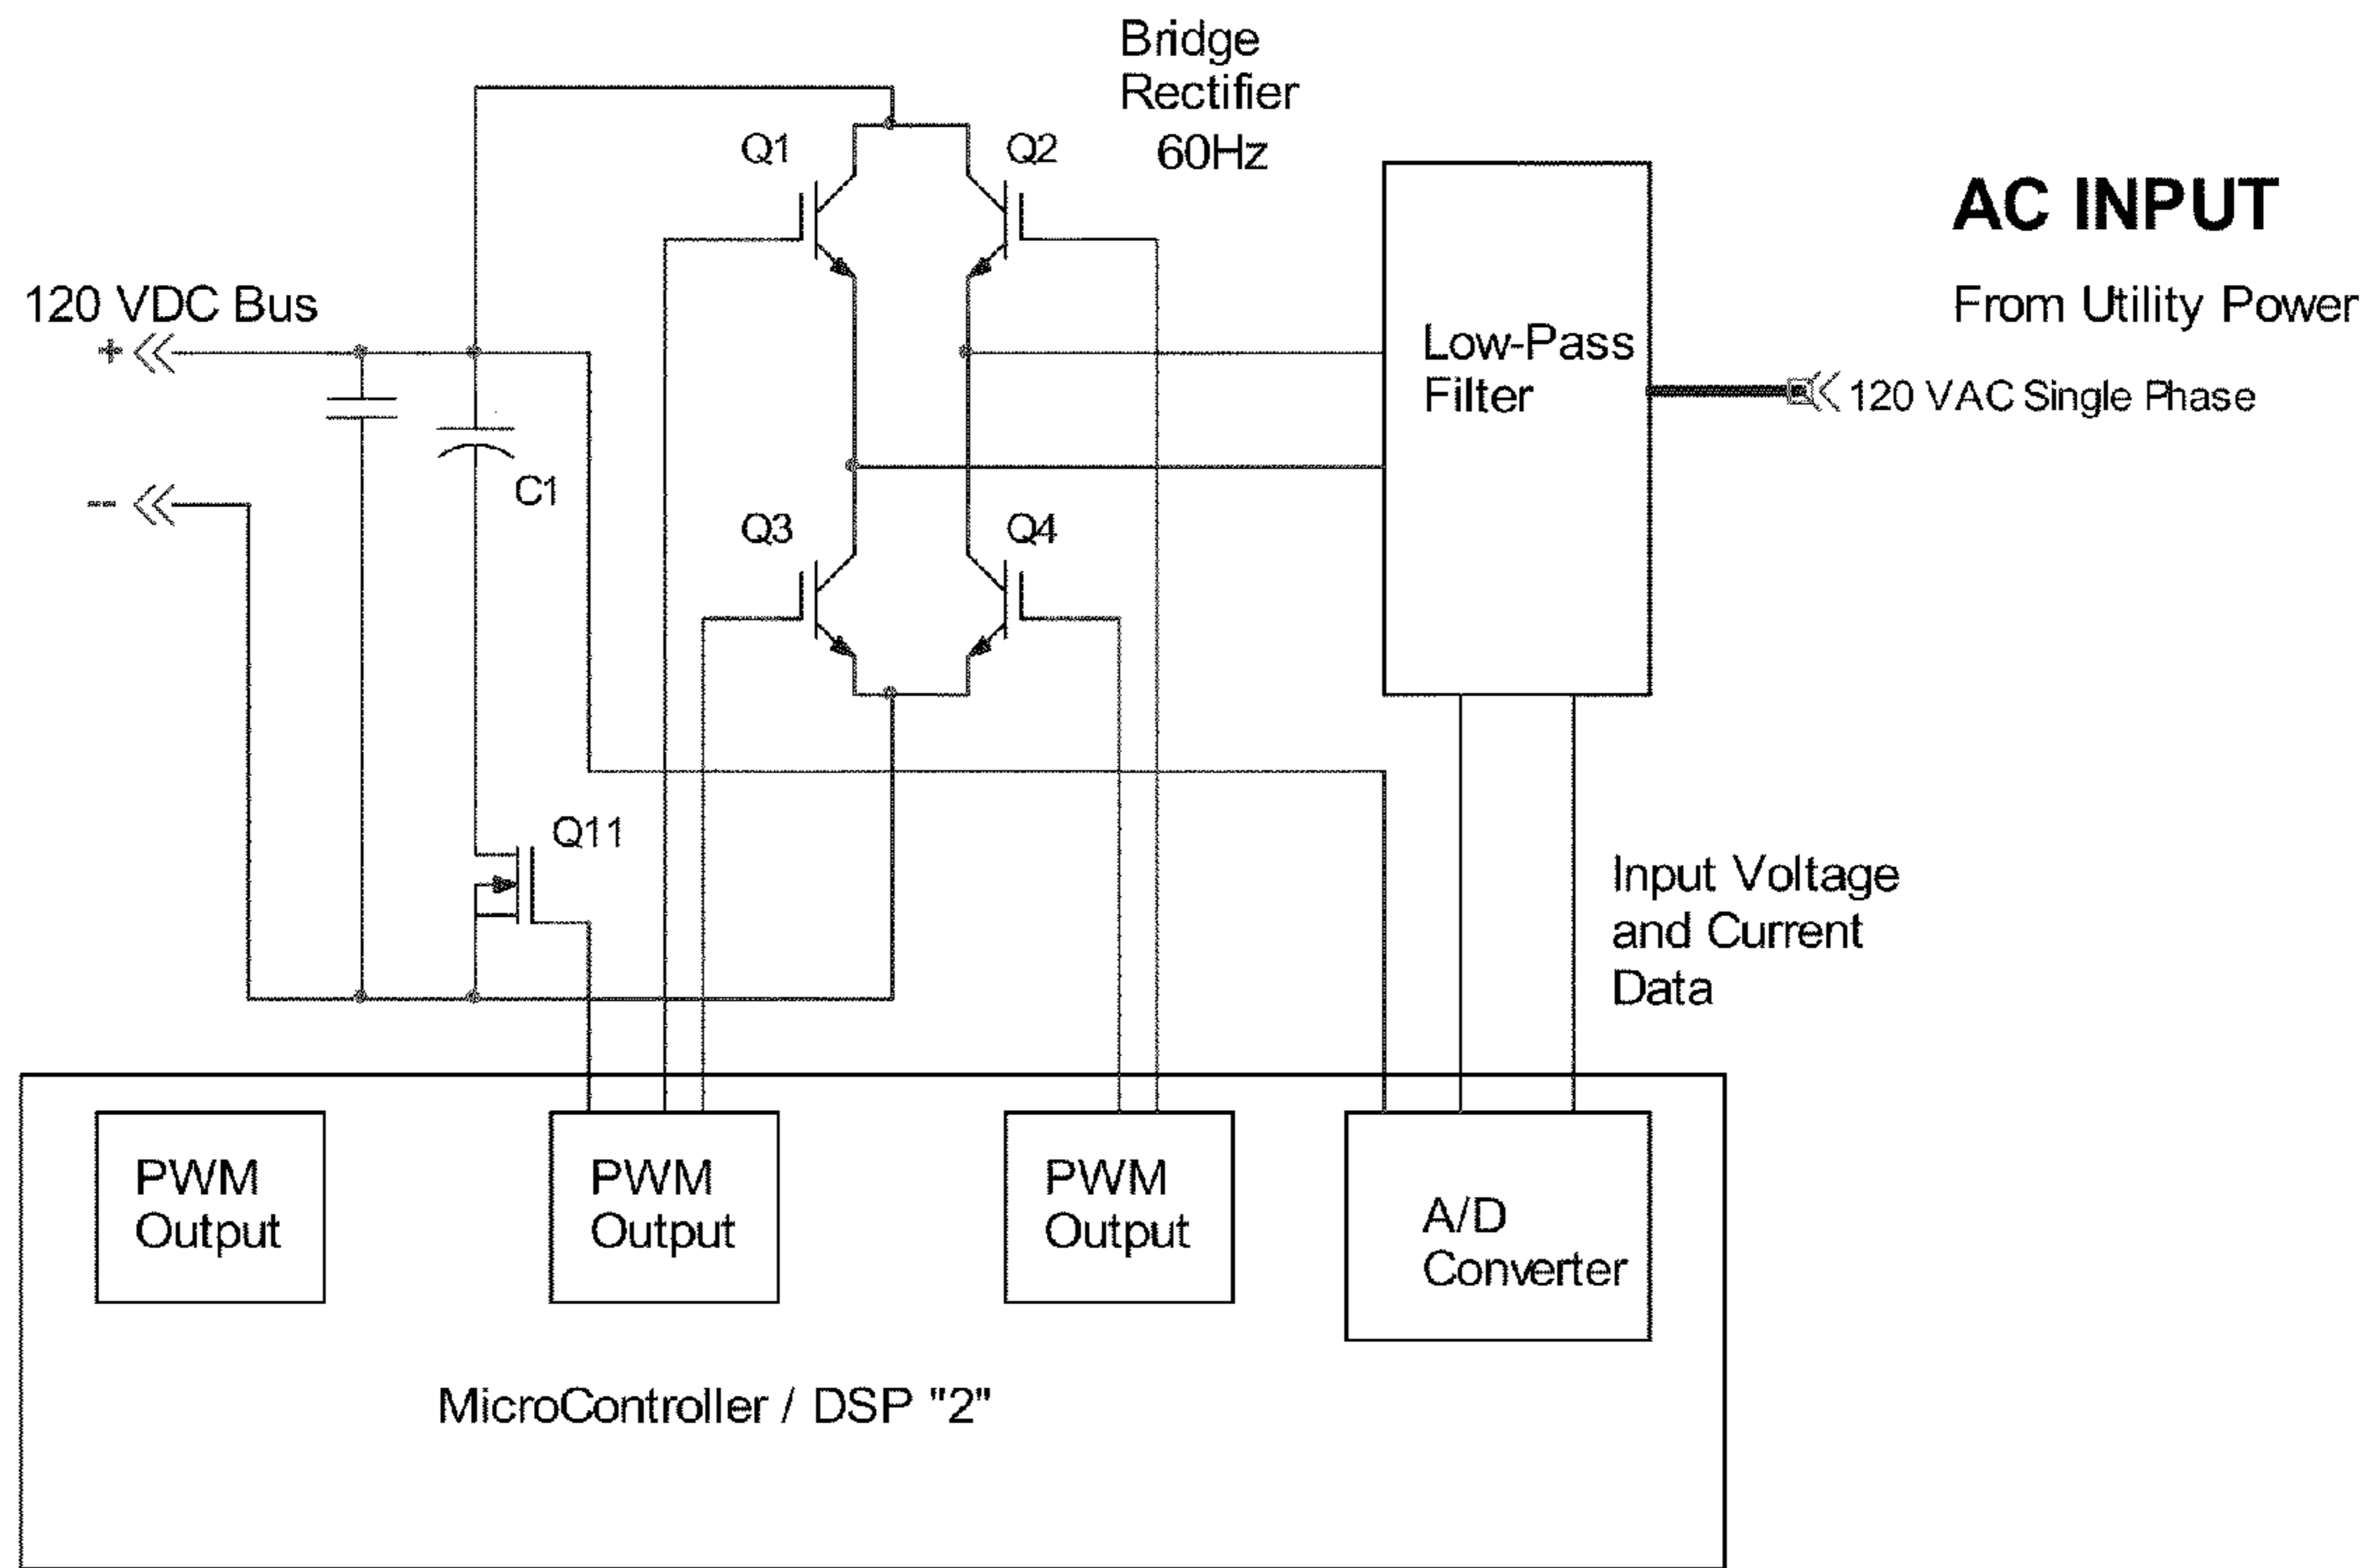 Bridge
Rectifier
60Hz
Q1
Q2
AC INPUT
From Utility Power
120 VDC Bus
+
Low-Pass
Filter
120 VAC Single Phase
--
C1
Q3
Q4
Q11
Input Voltage
and Current
Data
PWM
Output
PWM
Output
PWM
Output
A/D
Converter
MicroController / DSP "2"